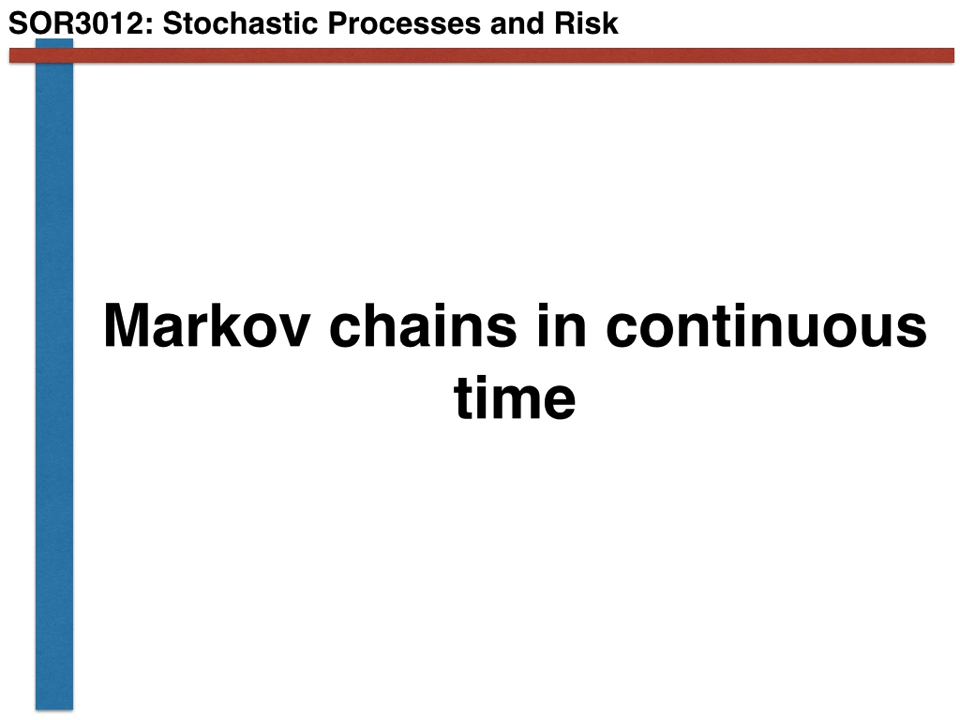 SOR3012: Stochastic Processes and Risk
Markov chains in continuous
time